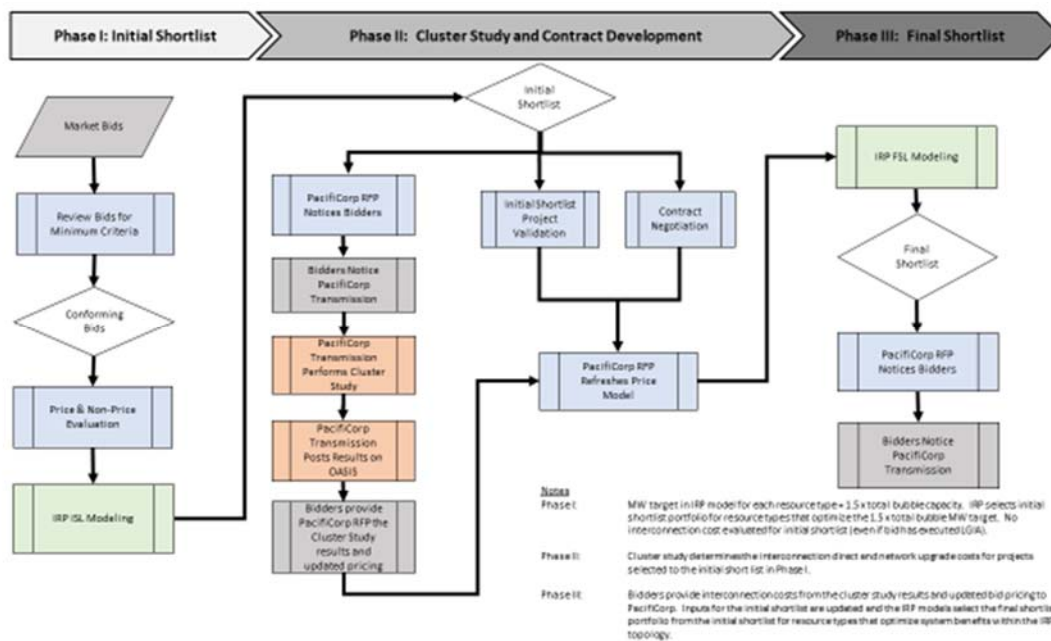 Phase I: Initial Shortlist
Phase II: Cluster Study and Contract Development
Phase III: Final Shortlist
Market Bids
Review Bids for
Minimum Criteria
Conforming
Bids
Price & Non-Price
Evaluation
IRP ISL Modeling
Initial
Shortlist
PacifiCorp RFP
Notices Bidders
Bidders Notice
PacifiCorp
Transmission
PacifiCorp
Transmission
Performs Cluster
Study
PacifiCorp
Transmission
Posts Results on
OASIS
Bidders provide
PacifiCorp RFP the
Cluster Study
results and
updated pricing
Initial Shortlist
Project
Validation
Contract
Negotiation
PacifiCorp RFP
Refreshes Price
Model
IRP FSL Modeling
Final
Shortlist
PacifiCorp RFP
Notices Bidders
Bidders Notice
PacifiCorp
Transmission
Notes
Phase I: MW target in IRP model for each resource type = 1.5 x total bubble capacity. IRP selects initial
shortlist portfolio for resource types that optimize the 1.5 x total bubble MW target. No
interconnection cost evaluated for initial shortlist (even if bid has executed LGIA).
Phase II: Cluster study determines the interconnection direct and network upgrade costs for projects
selected to the initial short list in Phase I.
Phase III: Bidders provide interconnection costs from the cluster study results and updated bid pricing to
PacifiCorp. Inputs for the initial shortlist are updated and the IRP models select the final shortlist
portfolio from the initial shortlist for resource types that optimize system benefits within the IRP
topology.